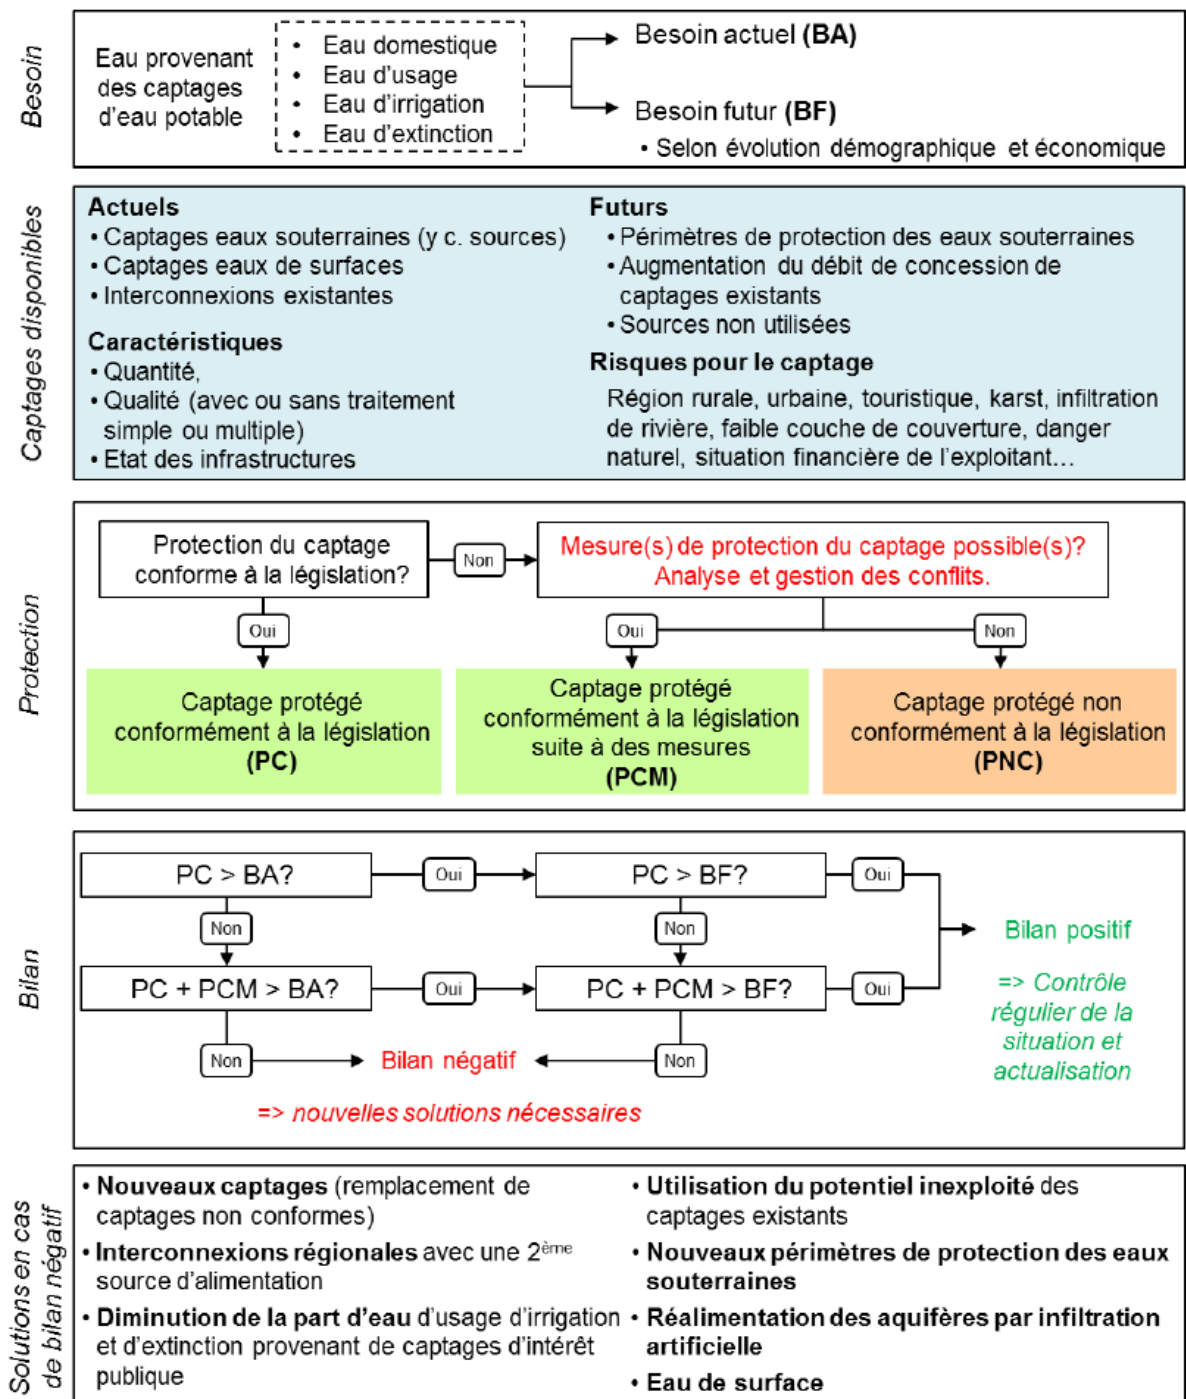 Besoin
Eau provenant
des captages
d'eau potable
• Eau domestique
• Eau d'usage
• Eau d'irrigation
• Eau d'extinction
Besoin actuel (BA)
Besoin futur (BF)
• Selon évolution démographique et économique
Captages disponibles
Actuels
• Captages eaux souterraines (y c. sources)
• Captages eaux de surfaces
• Interconnexions existantes
Caractéristiques
• Quantité,
• Qualité (avec ou sans traitement
simple ou multiple)
• Etat des infrastructures
Futurs
• Périmètres de protection des eaux souterraines
• Augmentation du débit de concession de
captages existants
• Sources non utilisées
Risques pour le captage
Région rurale, urbaine, touristique, karst, infiltration
de rivière, faible couche de couverture, danger
naturel, situation financière de l'exploitant...
Protection
Protection du captage
conforme à la législation?
Non
Mesure(s) de protection du captage possible(s)?
Analyse et gestion des conflits.
Oui
Oui
Non
Captage protégé
conformément à la législation
(PC)
Captage protégé
conformément à la législation
suite à des mesures
(PCM)
Captage protégé non
conformément à la législation
(PNC)
Bilan
PC > BA?
Oui
PC > BF?
Oui
Non
Non
Bilan positif
PC + PCM > BA?
Oui
PC + PCM > BF?
Oui
=> Contrôle
régulier de la
situation et
actualisation
Non
Bilan négatif
Non
=> nouvelles solutions nécessaires
Solutions en cas
de bilan négatif
• Nouveaux captages (remplacement de
captages non conformes)
• Interconnexions régionales avec une 2ème
source d'alimentation
• Diminution de la part d'eau d'usage d'irrigation
et d'extinction provenant de captages d'intérêt
publique
• Utilisation du potentiel inexploité des
captages existants
• Nouveaux périmètres de protection des eaux
souterraines
• Réalimentation des aquifères par infiltration
artificielle
• Eau de surface